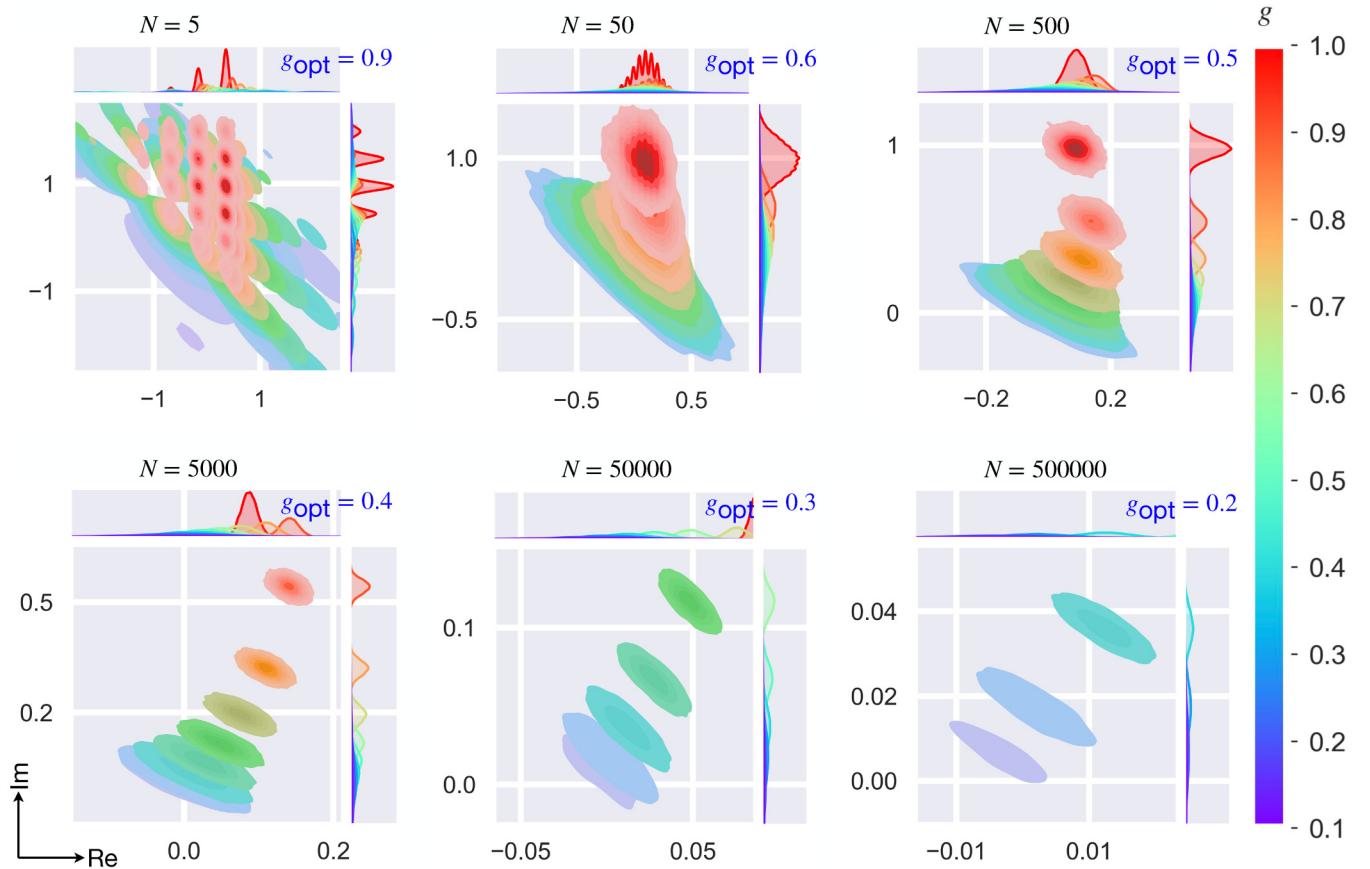 N = 5
g_opt = 0.9
1
−1
−1
1
N = 50
g_opt = 0.6
1.0
−0.5
−0.5
0.5
N = 500
g_opt = 0.5
1
0
−0.2
0.2
g
1.0
0.9
0.8
0.7
0.6
0.5
0.4
0.3
0.2
0.1
N = 5000
g_opt = 0.4
0.5
0.2
0.0
0.2
Im
Re
N = 50000
g_opt = 0.3
0.1
0.0
−0.05
0.05
N = 500000
g_opt = 0.2
0.04
0.02
0.00
−0.01
0.01